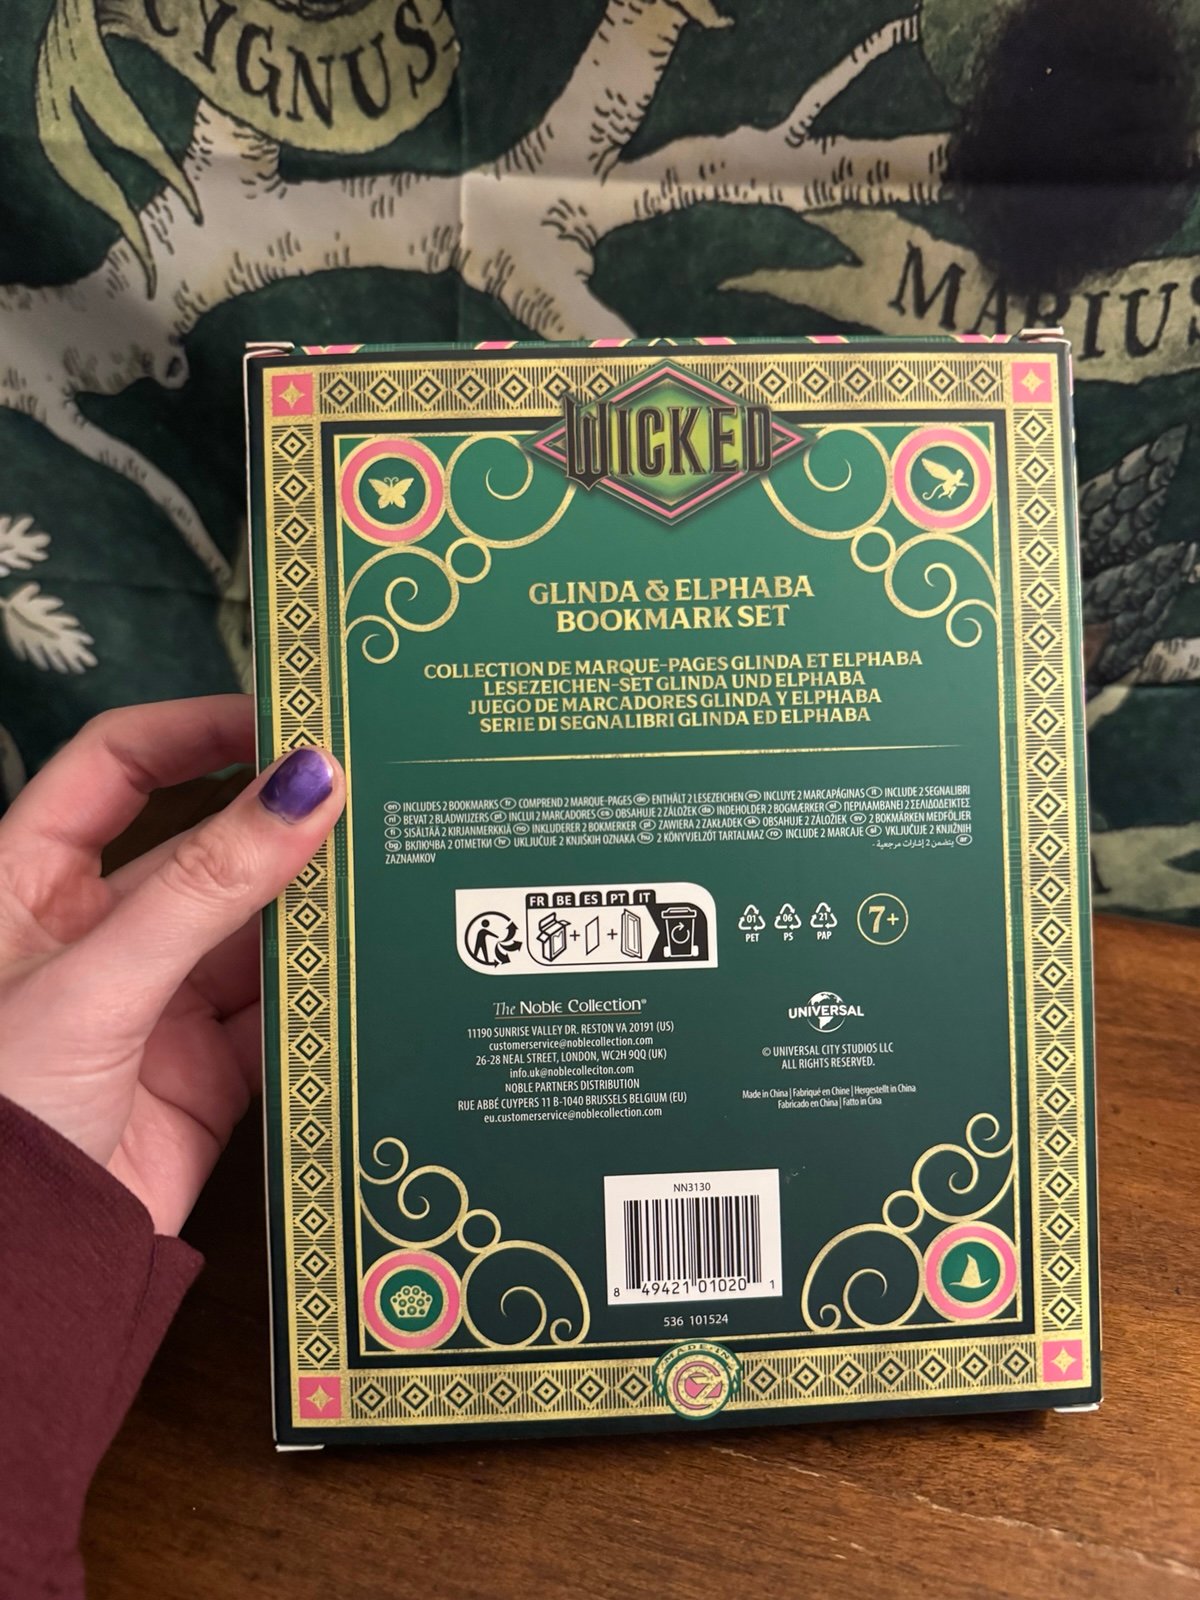 CYGNUS
MARIUS
WICKED
GLINDA & ELPHABA
BOOKMARK SET
COLLECTION DE MARQUE-PAGES GLINDA ET ELPHABA
LESEZEICHEN-SET GLINDA UND ELPHABA
JUEGO DE MARCADORES GLINDA Y ELPHABA
SERIE DI SEGNALIBRI GLINDA ED ELPHABA
en INCLUDES 2 BOOKMARKS fr COMPREND 2 MARQUE-PAGES de ENTHÄLT 2 LESEZEICHEN es INCLUYE 2 MARCAPÁGINAS it INCLUDE 2 SEGNALIBRI
nl BEVAT 2 BLADWIJZERS pt INCLUI 2 MARCADORES cs OBSAHUJE 2 ZÁLOŽEK da INDEHOLDER 2 BOGMÆRKER el ΠΕΡΙΛΑΜΒΑΝΕΙ 2 ΣΕΛΙΔΟΔΕΙΚΤΕΣ
fi SISÄLTÄÄ 2 KIRJANMERKKIÄ no INKLUDERER 2 BOKMERKER pl ZAWIERA 2 ZAKŁADEK sk OBSAHUJE 2 ZÁLOŽIEK sv 2 BOKMÄRKEN MEDFÖLJER
bg ВКЛЮЧВА 2 ОТМЕТКИ hr UKLJUČUJE 2 KNJIŠKIH OZNAKA hu 2 KÖNYVJELZŐT TARTALMAZ ro INCLUDE 2 MARCAJE sl VKLJUČUJE 2 KNJIŽNIH
ZAZNAMKOV ar يتضمن 2 إشارات مرجعية -
FR BE ES PT IT
01 06 21
PET PS PAP
7+
The Noble Collection®
11190 SUNRISE VALLEY DR. RESTON VA 20191 (US)
customerservice@noblecollection.com
26-28 NEAL STREET, LONDON, WC2H 9QQ (UK)
info.uk@noblecolleciton.com
NOBLE PARTNERS DISTRIBUTION
RUE ABBÉ CUYPERS 11 B-1040 BRUSSELS BELGIUM (EU)
eu.customerservice@noblecollection.com
UNIVERSAL
© UNIVERSAL CITY STUDIOS LLC
ALL RIGHTS RESERVED.
Made in China | Fabriqué en Chine | Hergestellt in China
Fabricado en China | Fatto in Cina
NN3130
8 49421 01020 1
536 101524
MADE IN
OZ